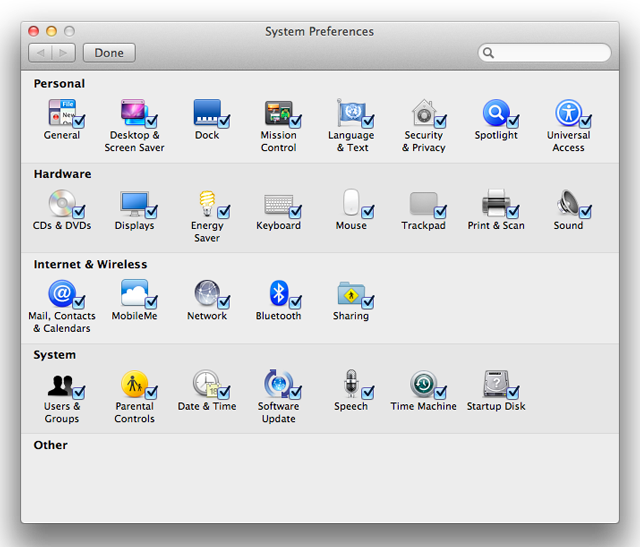 System Preferences
Done
Personal
File
New
General
Desktop &
Screen Saver
Dock
Mission
Control
Language
& Text
Security
& Privacy
Spotlight
Universal
Access
Hardware
CDs & DVDs
Displays
Energy
Saver
Keyboard
Mouse
Trackpad
Print & Scan
Sound
Internet & Wireless
@
Mail, Contacts
& Calendars
MobileMe
Network
Bluetooth
Sharing
System
?
Users &
Groups
Parental
Controls
Date & Time
Software
Update
Speech
Time Machine
Startup Disk
Other